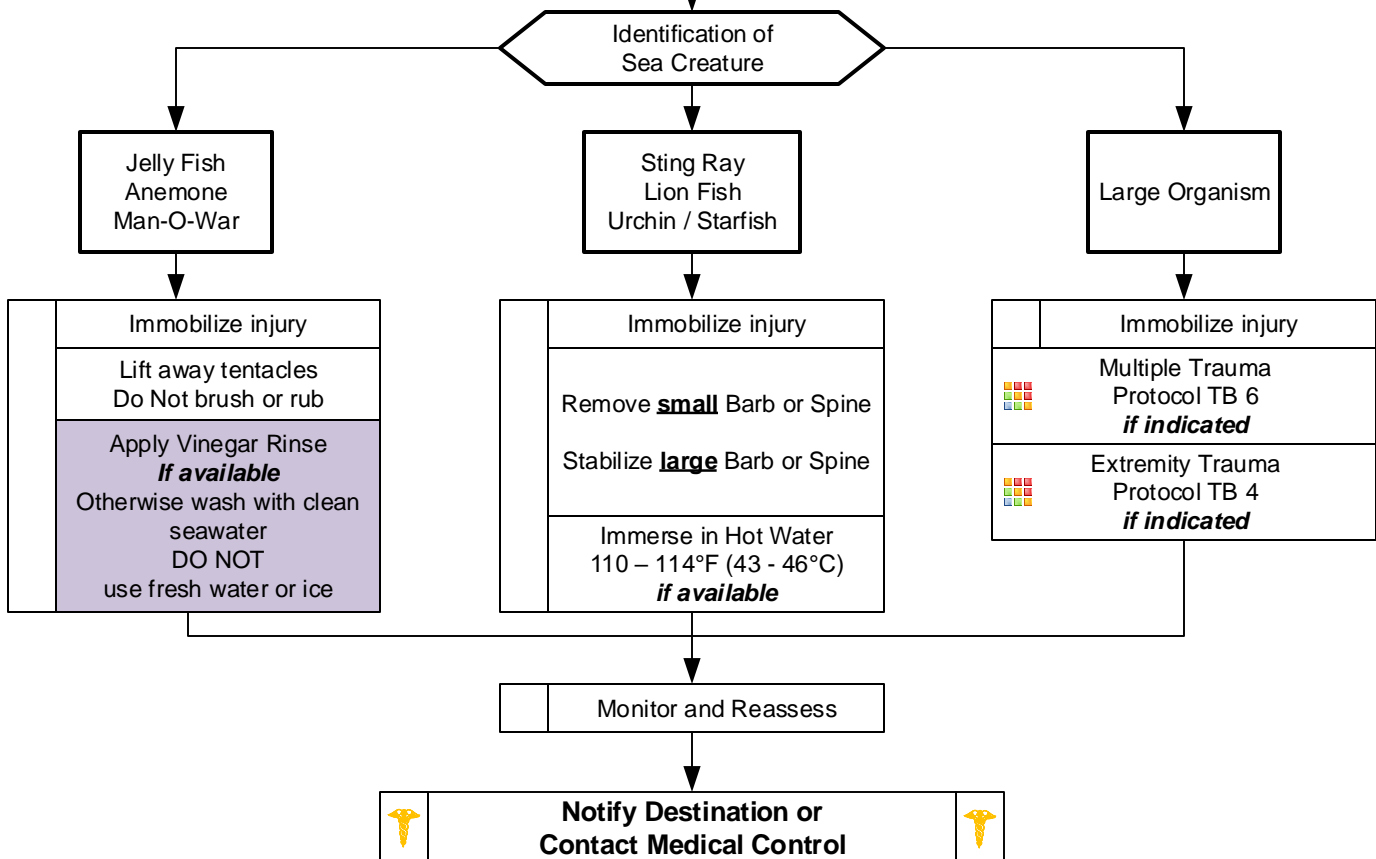 Identification of
Sea Creature
Jelly Fish
Anemone
Man-O-War
Sting Ray
Lion Fish
Urchin / Starfish
Large Organism
Immobilize injury
Lift away tentacles
Do Not brush or rub
Apply Vinegar Rinse
If available
Otherwise wash with clean
seawater
DO NOT
use fresh water or ice
Immobilize injury
Remove small Barb or Spine
Stabilize large Barb or Spine
Immerse in Hot Water
110 – 114°F (43 - 46°C)
if available
Immobilize injury
Multiple Trauma
Protocol TB 6
if indicated
Extremity Trauma
Protocol TB 4
if indicated
Monitor and Reassess
Notify Destination or
Contact Medical Control